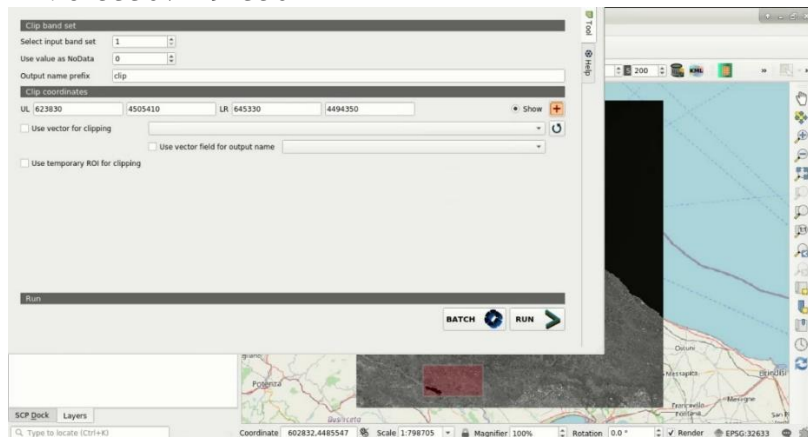 Clip band set
Select input band set 1
Use value as NoData 0
Output name prefix clip
Clip coordinates
UL 623830 4505410 LR 645330 4494350 Show
Use vector for clipping
Use vector field for output name
Use temporary ROI for clipping
Run
BATCH RUN
Tool
Help
200 KML
Ostuni
Brindisi
Potenza
SCP Dock Layers
Type to locate (Ctrl+K)
Coordinate 602832,4485547 Scale 1:798705 Magnifier 100% Rotation 0.0 ° Render EPSG:32633